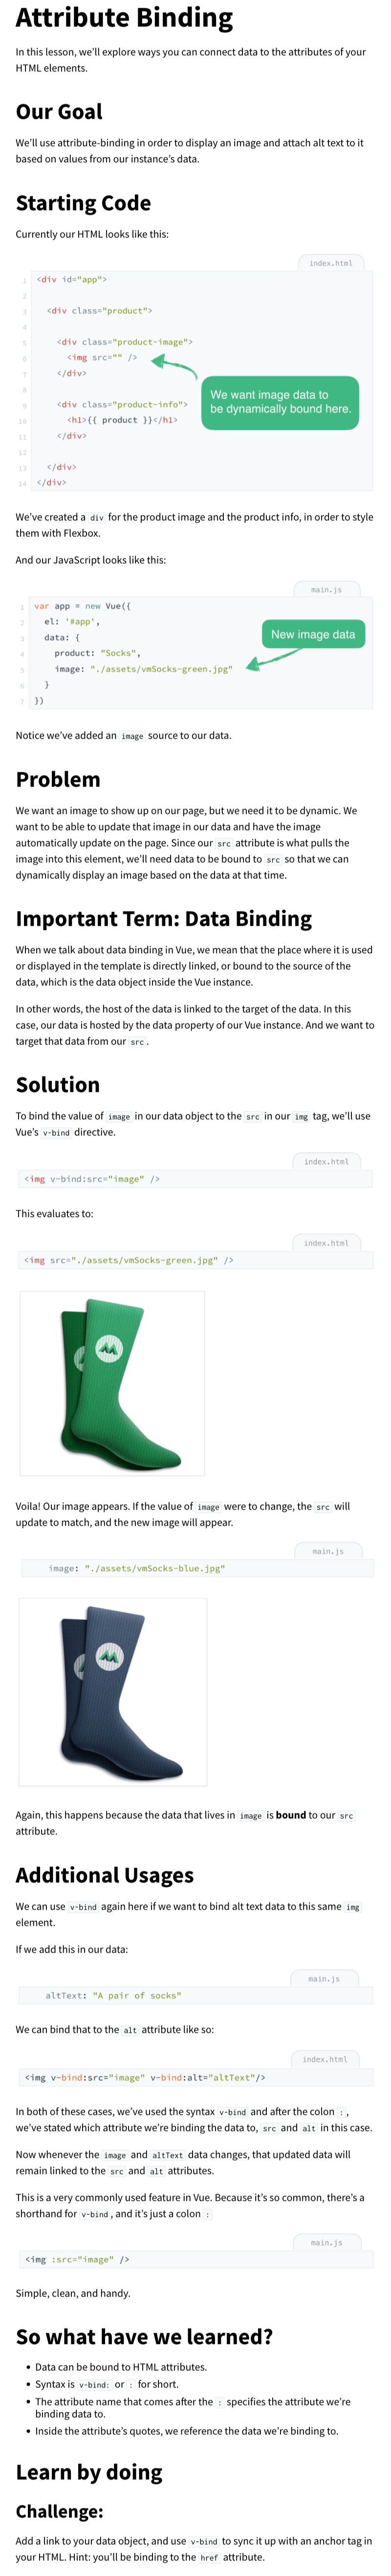 Attribute Binding
In this lesson, we'll explore ways you can connect data to the attributes of your
HTML elements.
Our Goal
We'll use attribute-binding in order to display an image and attach alt text to it
based on values from our instance's data.
Starting Code
Currently our HTML looks like this:
index.html
1 <div id="app">
2
3 <div class="product">
4
5 <div class="product-image">
6 <img src="" />
7 </div>
8
9 <div class="product-info">
10 <h1>{{ product }}</h1>
11 </div>
12
13 </div>
14 </div>
We want image data to
be dynamically bound here.
We've created a div for the product image and the product info, in order to style
them with Flexbox.
And our JavaScript looks like this:
main.js
1 var app = new Vue({
2 el: '#app',
3 data: {
4 product: "Socks",
5 image: "./assets/vmSocks-green.jpg"
6 }
7 })
New image data
Notice we've added an image source to our data.
Problem
We want an image to show up on our page, but we need it to be dynamic. We
want to be able to update that image in our data and have the image
automatically update on the page. Since our src attribute is what pulls the
image into this element, we'll need data to be bound to src so that we can
dynamically display an image based on the data at that time.
Important Term: Data Binding
When we talk about data binding in Vue, we mean that the place where it is used
or displayed in the template is directly linked, or bound to the source of the
data, which is the data object inside the Vue instance.
In other words, the host of the data is linked to the target of the data. In this
case, our data is hosted by the data property of our Vue instance. And we want to
target that data from our src .
Solution
To bind the value of image in our data object to the src in our img tag, we'll use
Vue's v-bind directive.
index.html
<img v-bind:src="image" />
This evaluates to:
index.html
<img src="./assets/vmSocks-green.jpg" />
Voila! Our image appears. If the value of image were to change, the src will
update to match, and the new image will appear.
main.js
image: "./assets/vmSocks-blue.jpg"
Again, this happens because the data that lives in image is bound to our src
attribute.
Additional Usages
We can use v-bind again here if we want to bind alt text data to this same img
element.
If we add this in our data:
main.js
altText: "A pair of socks"
We can bind that to the alt attribute like so:
index.html
<img v-bind:src="image" v-bind:alt="altText"/>
In both of these cases, we've used the syntax v-bind and after the colon : ,
we've stated which attribute we're binding the data to, src and alt in this case.
Now whenever the image and altText data changes, that updated data will
remain linked to the src and alt attributes.
This is a very commonly used feature in Vue. Because it's so common, there's a
shorthand for v-bind , and it's just a colon :
main.js
<img :src="image" />
Simple, clean, and handy.
So what have we learned?
• Data can be bound to HTML attributes.
• Syntax is v-bind: or : for short.
• The attribute name that comes after the : specifies the attribute we're
binding data to.
• Inside the attribute's quotes, we reference the data we're binding to.
Learn by doing
Challenge:
Add a link to your data object, and use v-bind to sync it up with an anchor tag in
your HTML. Hint: you'll be binding to the href attribute.